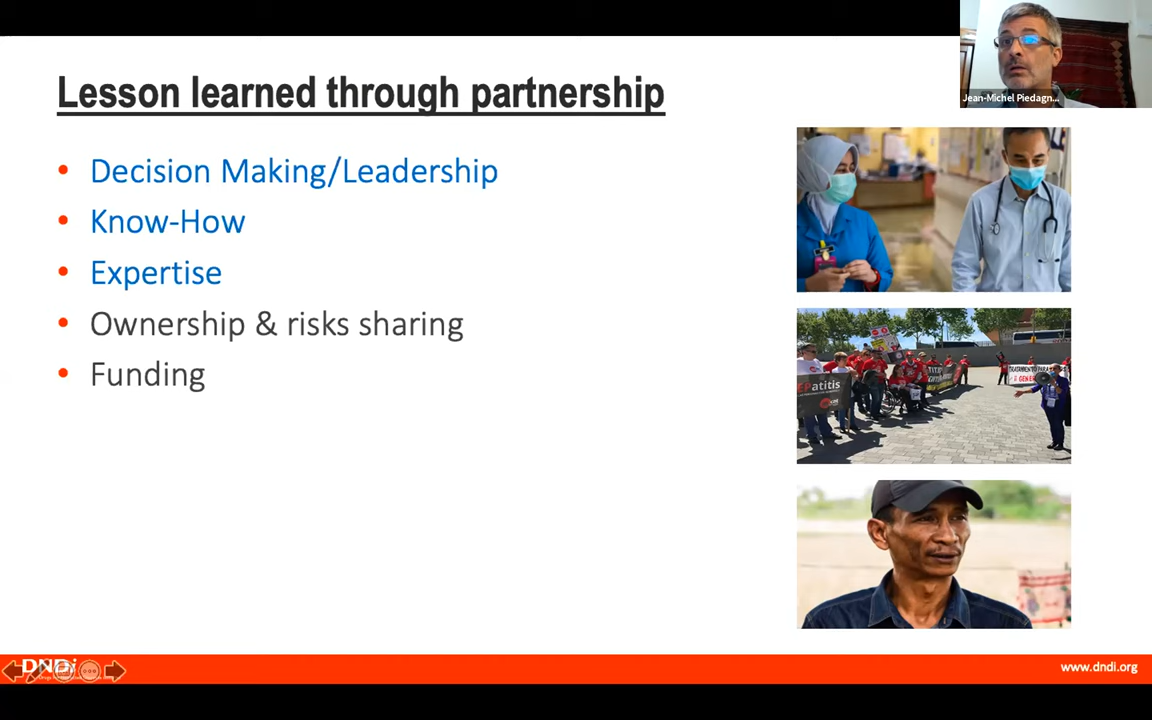 Lesson learned through partnership
Jean-Michel Piedagn...
• Decision Making/Leadership
• Know-How
• Expertise
• Ownership & risks sharing
• Funding
EPatitis
DNDi
www.dndi.org